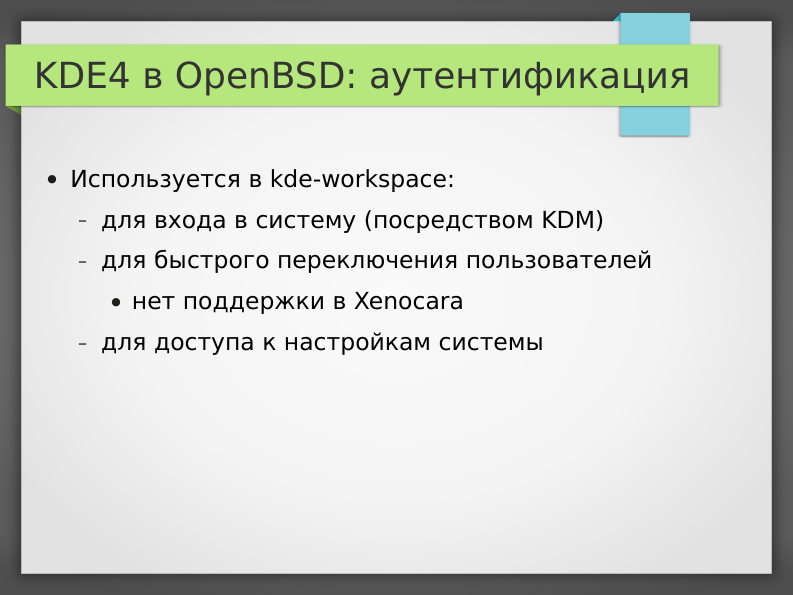 KDE4 в OpenBSD: аутентификация
● Используется в kde-workspace:
– для входа в систему (посредством KDM)
– для быстрого переключения пользователей
● нет поддержки в Xenocara
– для доступа к настройкам системы